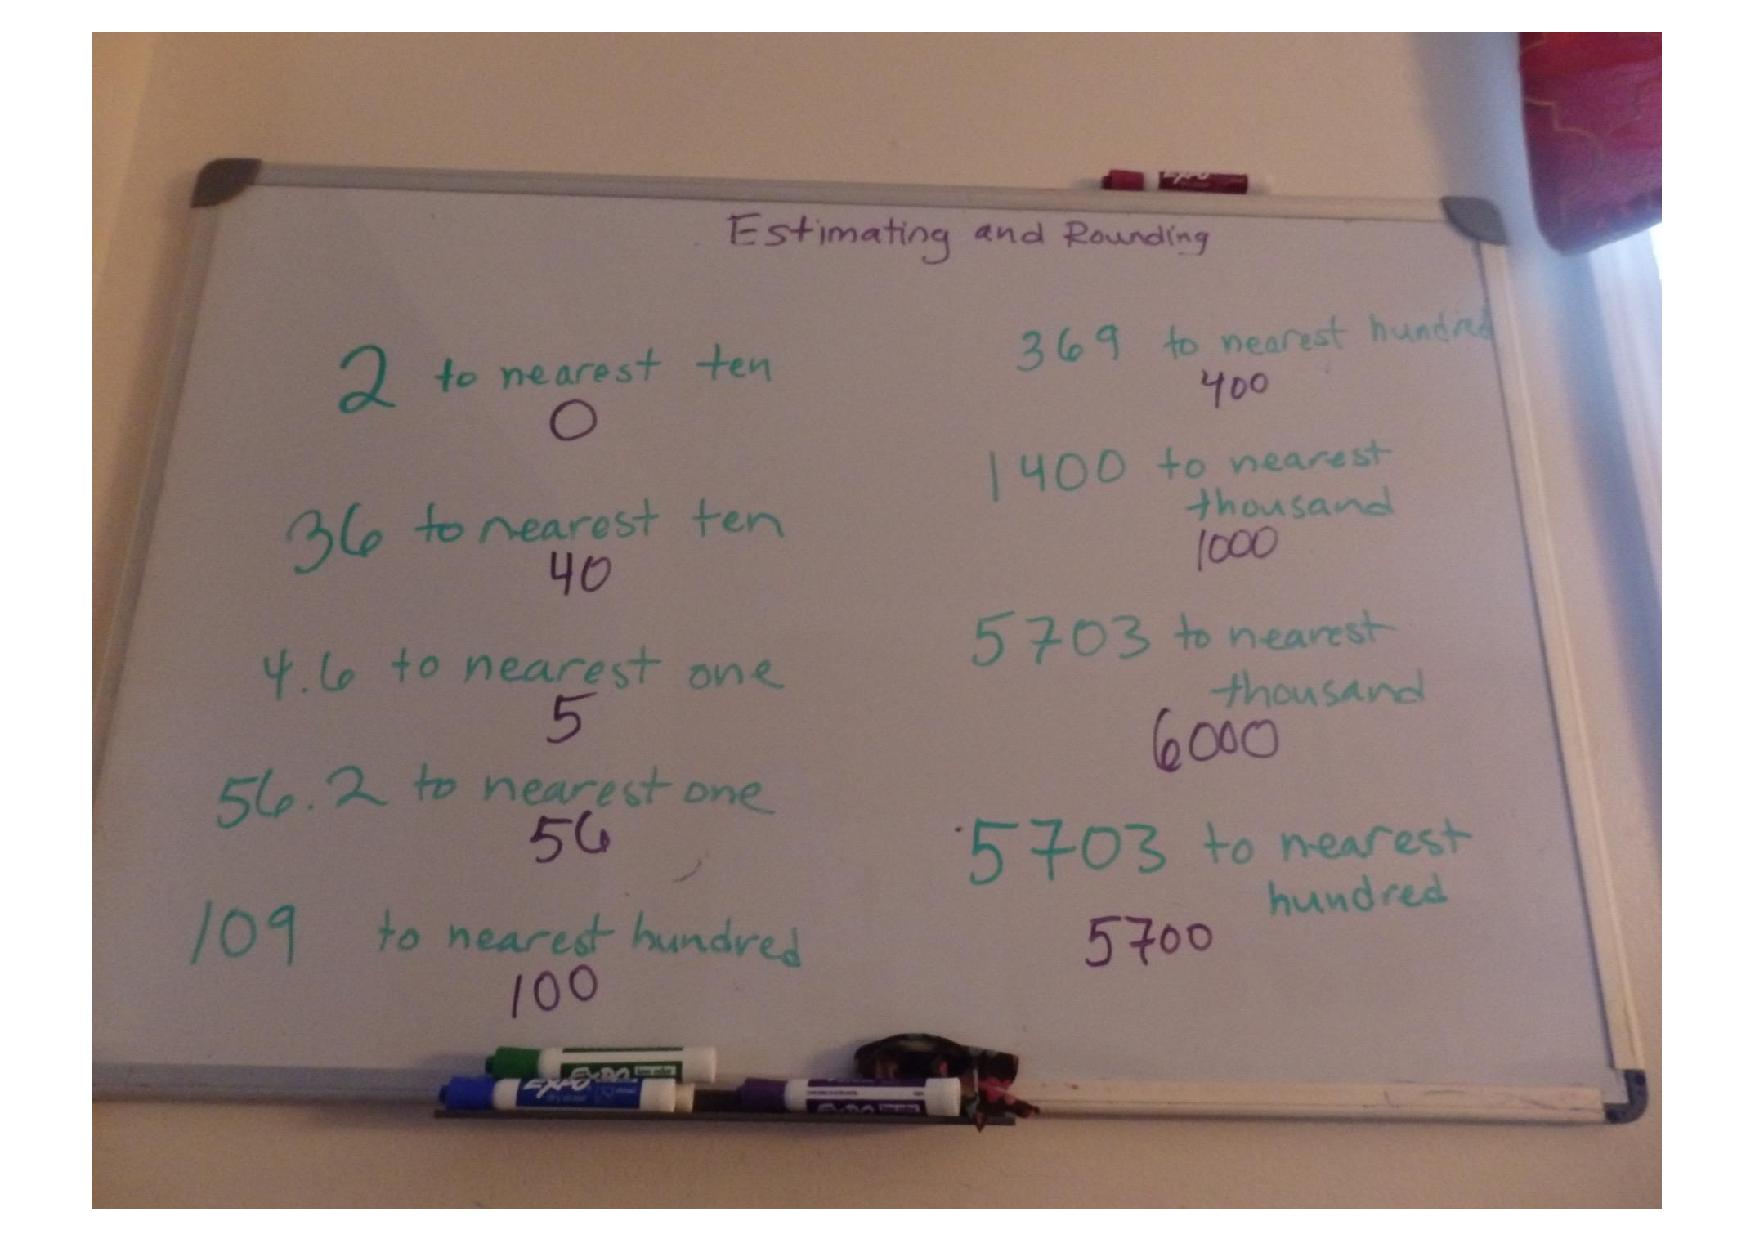 Estimating and Rounding
2 to nearest ten
0
36 to nearest ten
40
4.6 to nearest one
5
56.2 to nearest one
56
109 to nearest hundred
100
369 to nearest hundred
400
1400 to nearest
thousand
1000
5703 to nearest
thousand
6000
5703 to nearest
hundred
5700
EXPO
EXPO
EXPO
EXPO